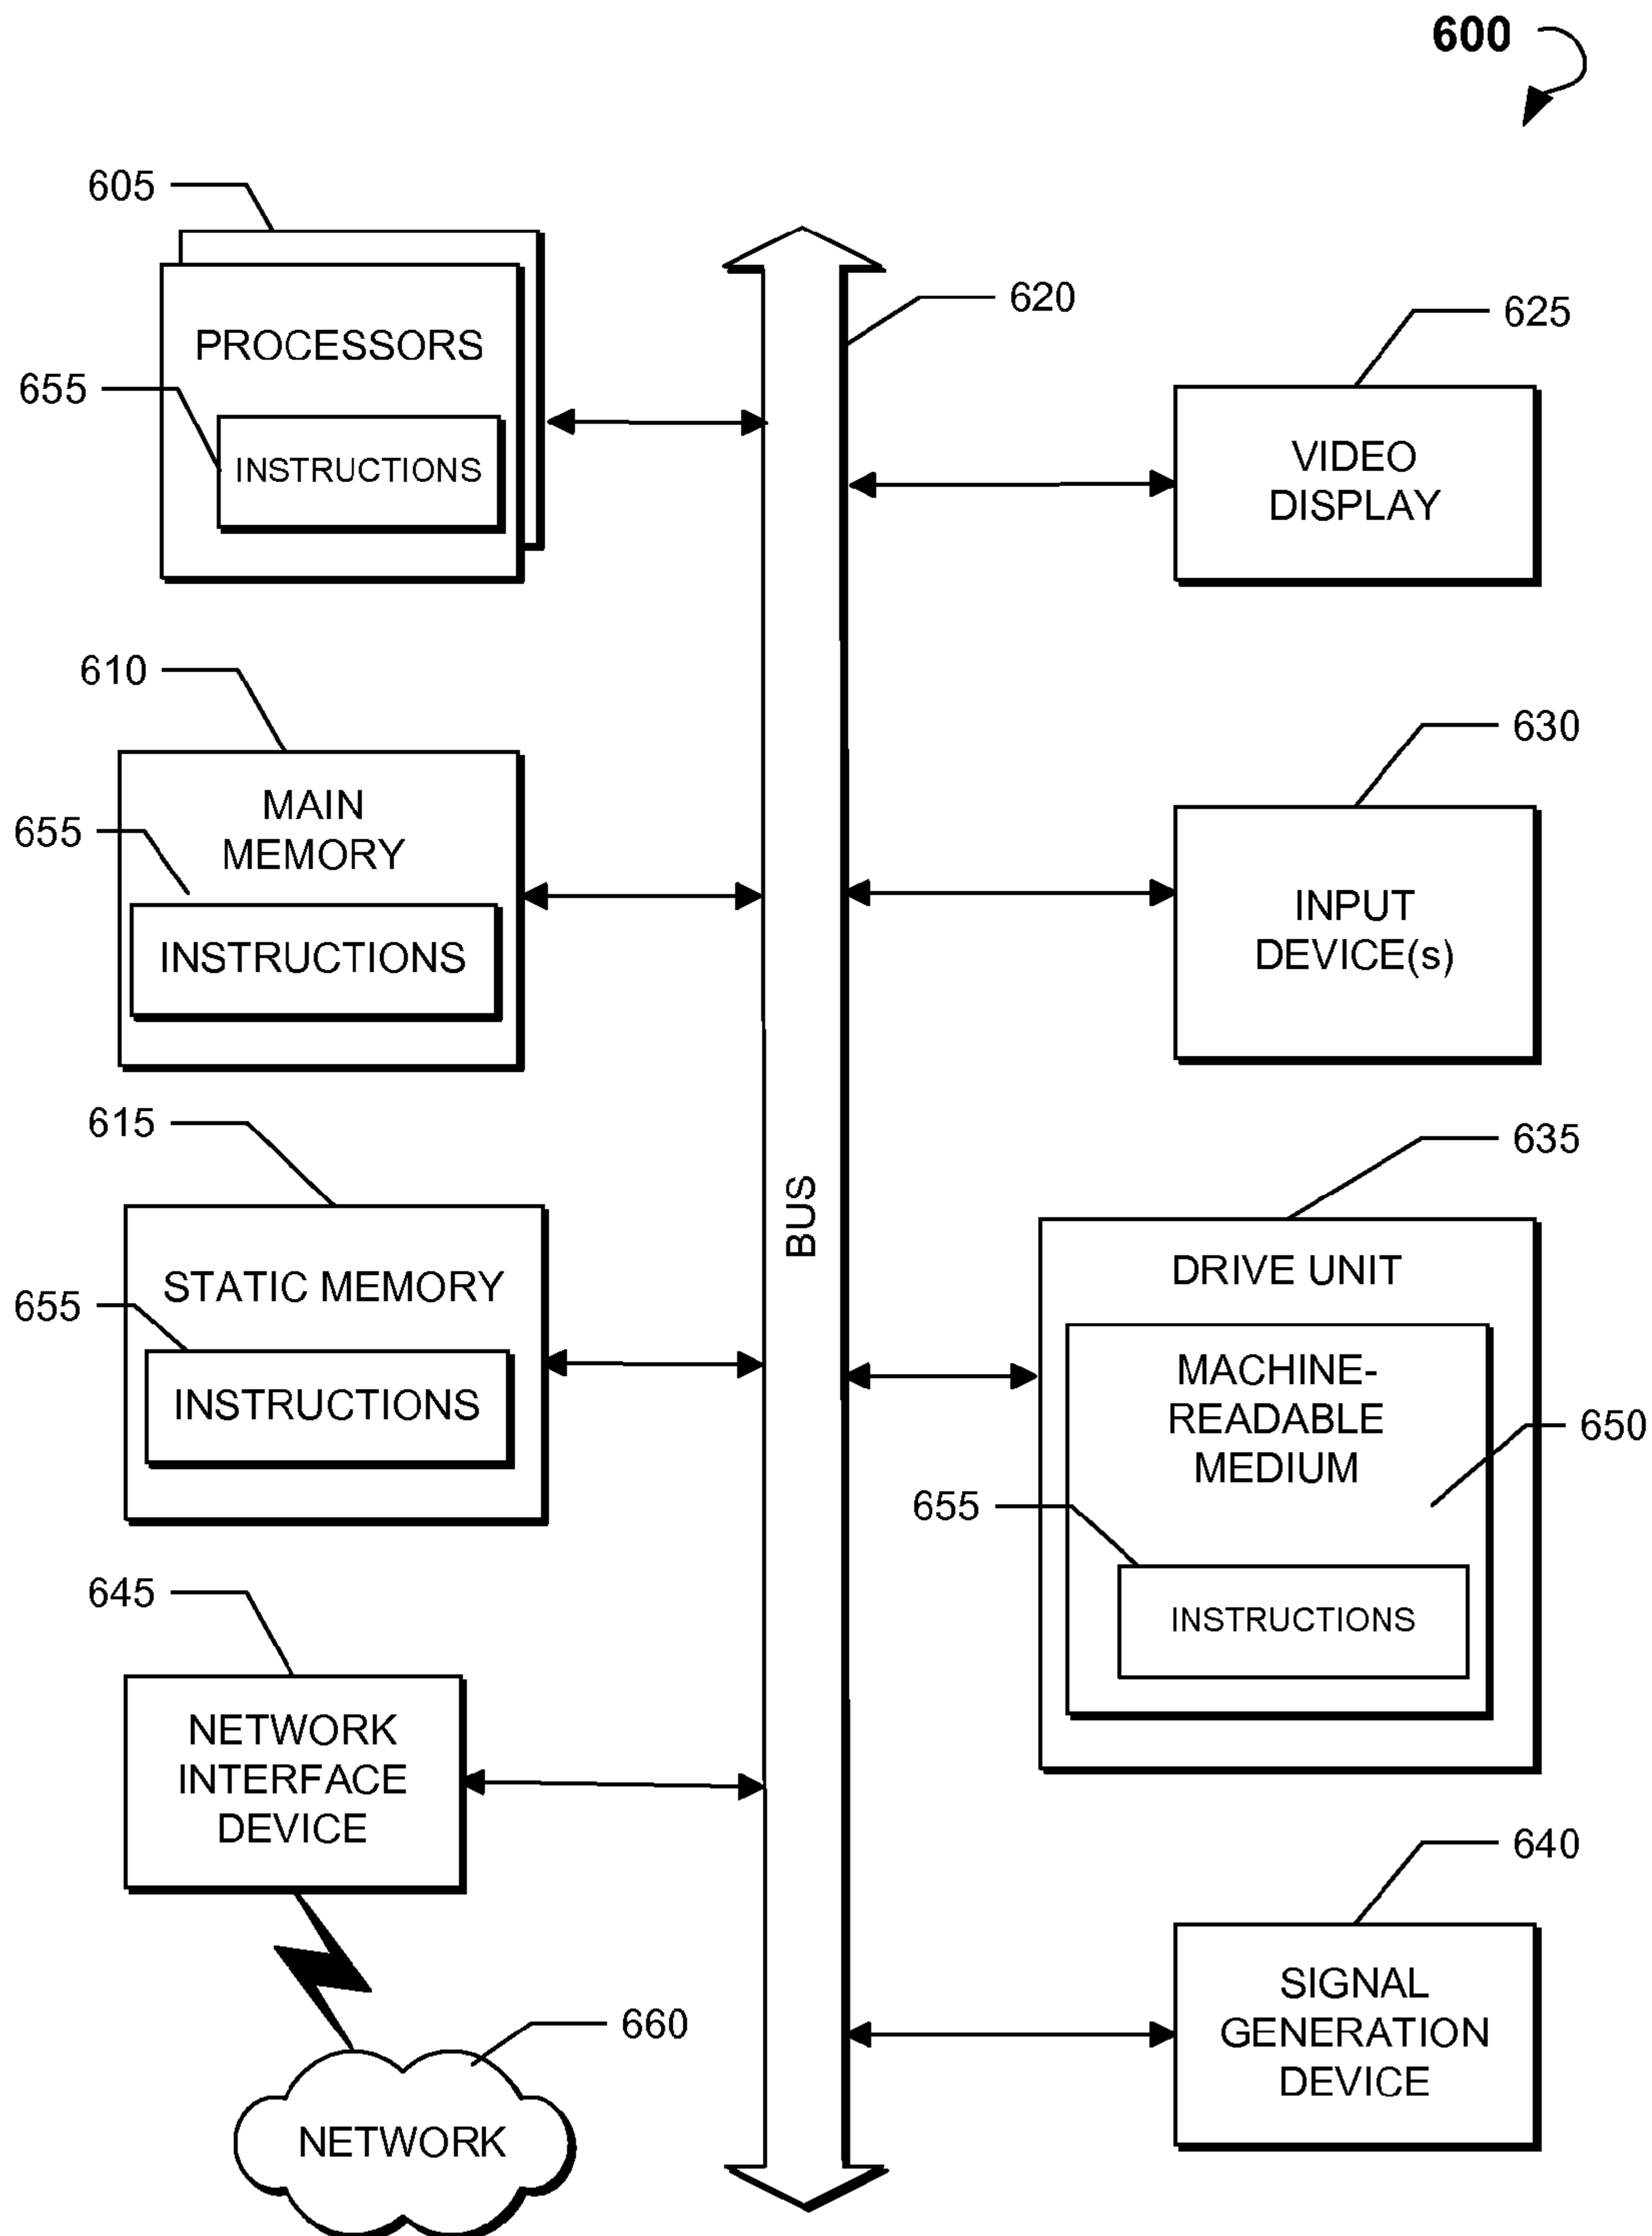 600
605
PROCESSORS
655
INSTRUCTIONS
610
MAIN
MEMORY
655
INSTRUCTIONS
615
STATIC MEMORY
655
INSTRUCTIONS
645
NETWORK
INTERFACE
DEVICE
660
NETWORK
620
BUS
625
VIDEO
DISPLAY
630
INPUT
DEVICE(s)
635
DRIVE UNIT
MACHINE-
READABLE
MEDIUM
650
655
INSTRUCTIONS
640
SIGNAL
GENERATION
DEVICE